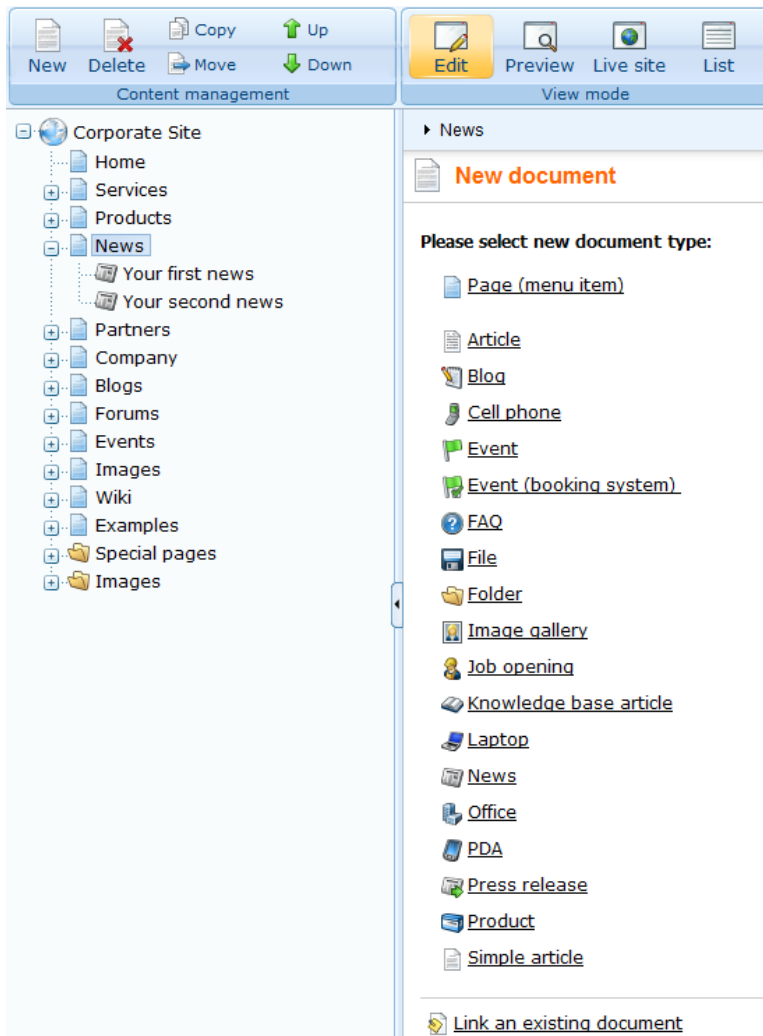 New
Delete
Copy
Move
Up
Down
Content management
Edit
Preview
Live site
List
View mode
Corporate Site
Home
Services
Products
News
Your first news
Your second news
Partners
Company
Blogs
Forums
Events
Images
Wiki
Examples
Special pages
Images
News
New document
Please select new document type:
Page (menu item)
Article
Blog
Cell phone
Event
Event (booking system)
FAQ
File
Folder
Image gallery
Job opening
Knowledge base article
Laptop
News
Office
PDA
Press release
Product
Simple article
Link an existing document